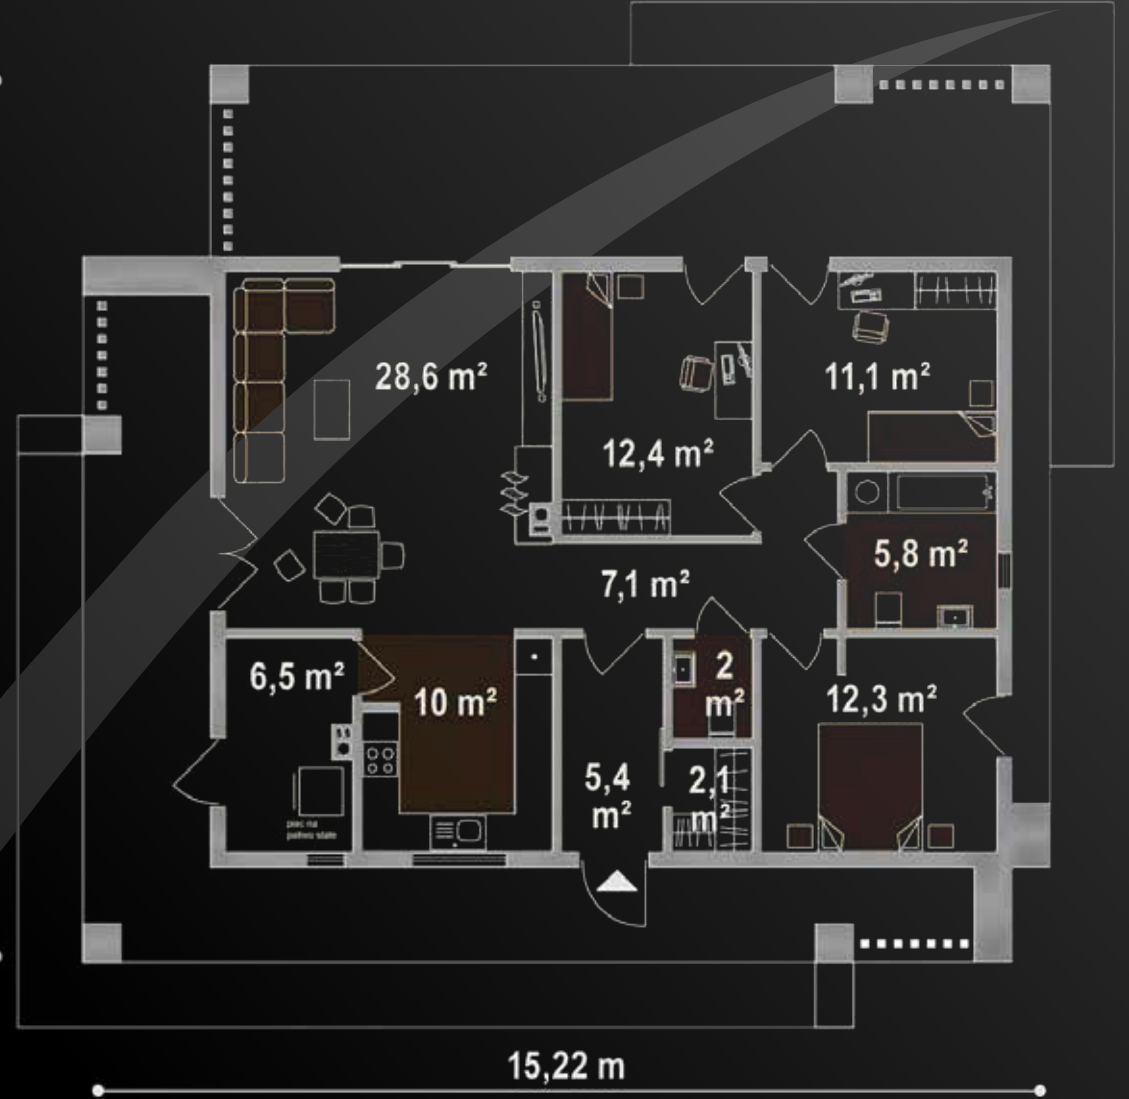 28,6 m²
11,1 m²
12,4 m²
5,8 m²
7,1 m²
6,5 m²
10 m²
2
m²
12,3 m²
5,4
m²
2,1
m²
piec na
paliwo stałe
15,22 m